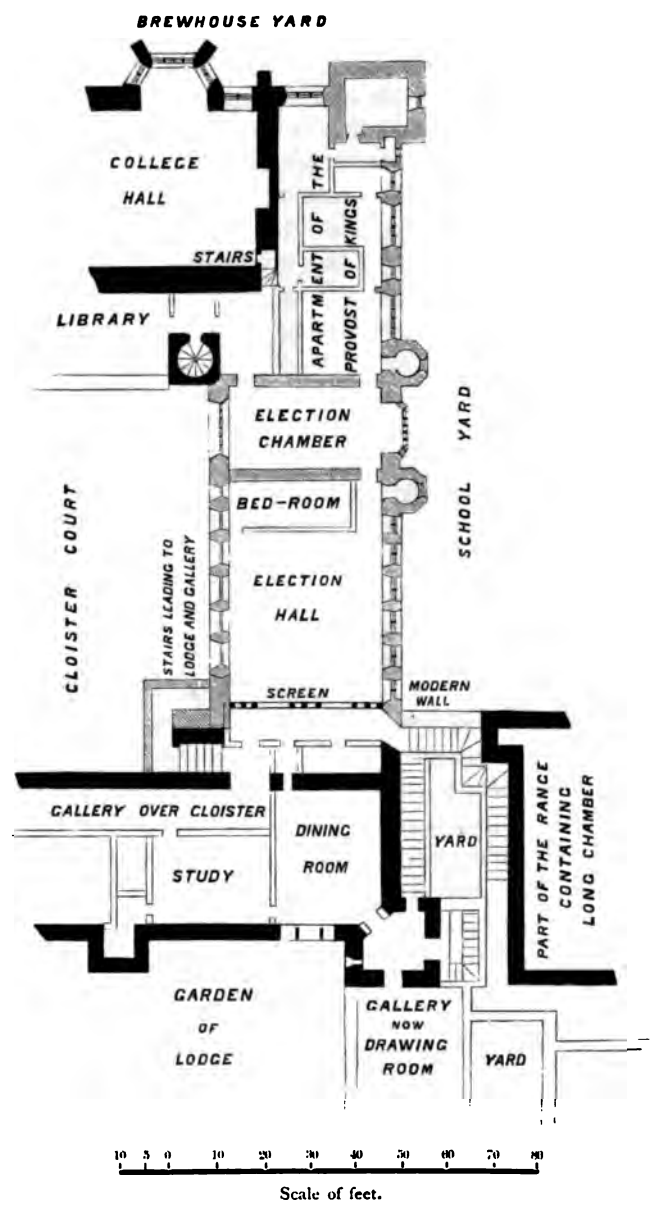 BREWHOUSE YARD
COLLEGE
HALL
STAIRS
LIBRARY
APARTMENT OF THE
PROVOST OF KINGS
ELECTION
CHAMBER
SCHOOL YARD
BED-ROOM
CLOISTER COURT
STAIRS LEADING TO
LODGE AND GALLERY
ELECTION
HALL
SCREEN
MODERN
WALL
GALLERY OVER CLOISTER
DINING
ROOM
STUDY
YARD
PART OF THE RANGE
CONTAINING
LONG CHAMBER
GARDEN
OF
LODGE
GALLERY
NOW
DRAWING
ROOM
YARD
10 5 0 10 20 30 40 50 60 70 80
Scale of feet.